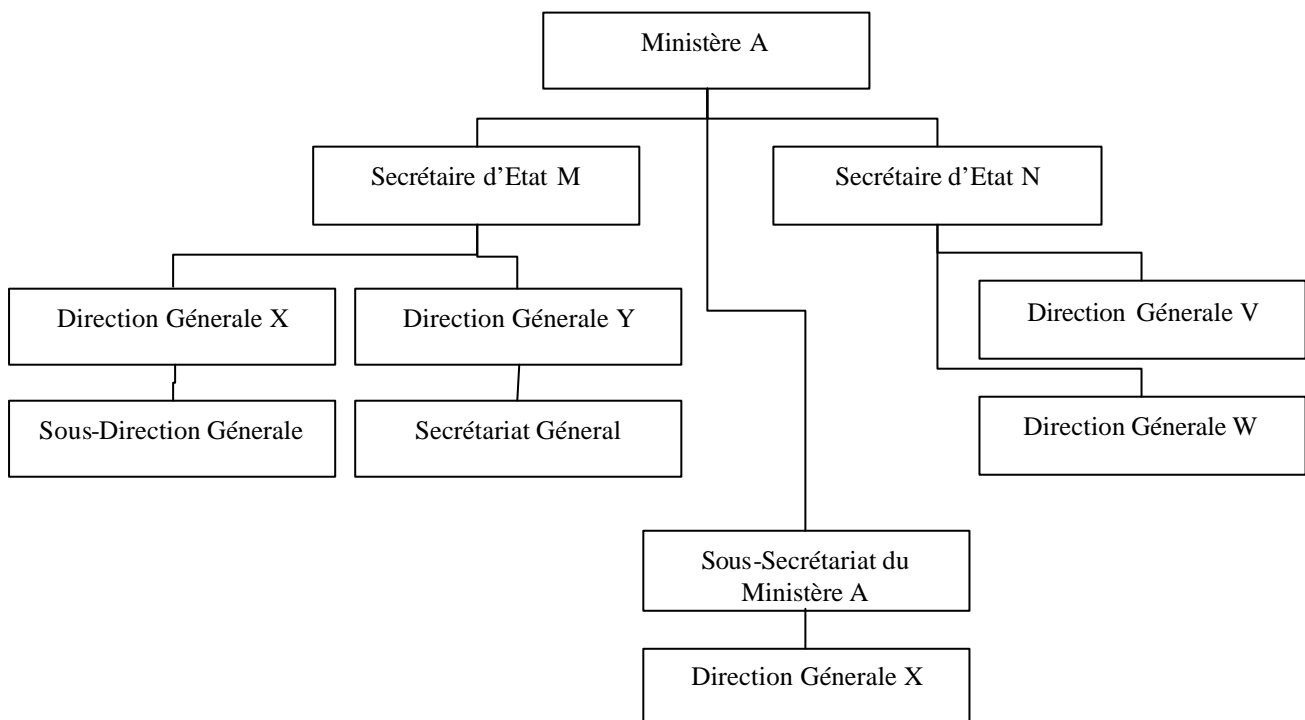 Ministère A
Secrétaire d’Etat M
Secrétaire d’Etat N
Direction Génerale X
Direction Génerale Y
Direction Génerale V
Sous-Direction Génerale
Secrétariat Géneral
Direction Génerale W
Sous-Secrétariat du
Ministère A
Direction Génerale X